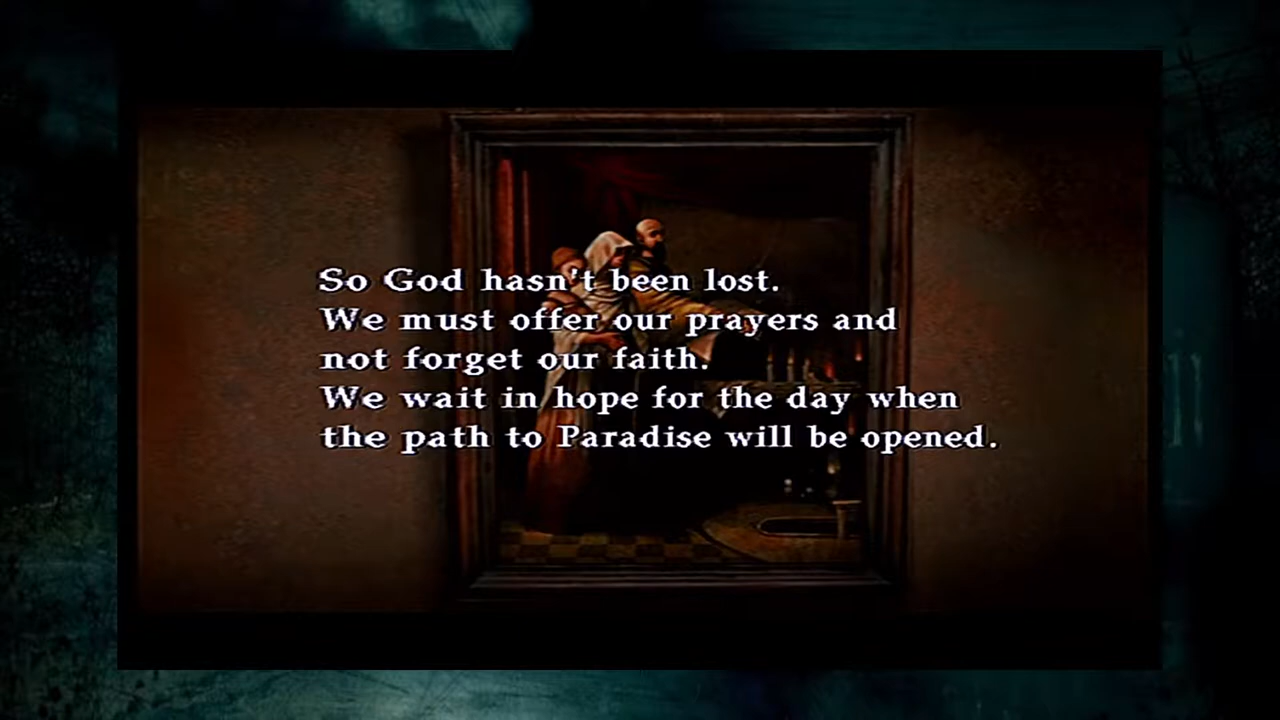 So God hasn't been lost.
We must offer our prayers and
not forget our faith.
We wait in hope for the day when
the path to Paradise will be opened.